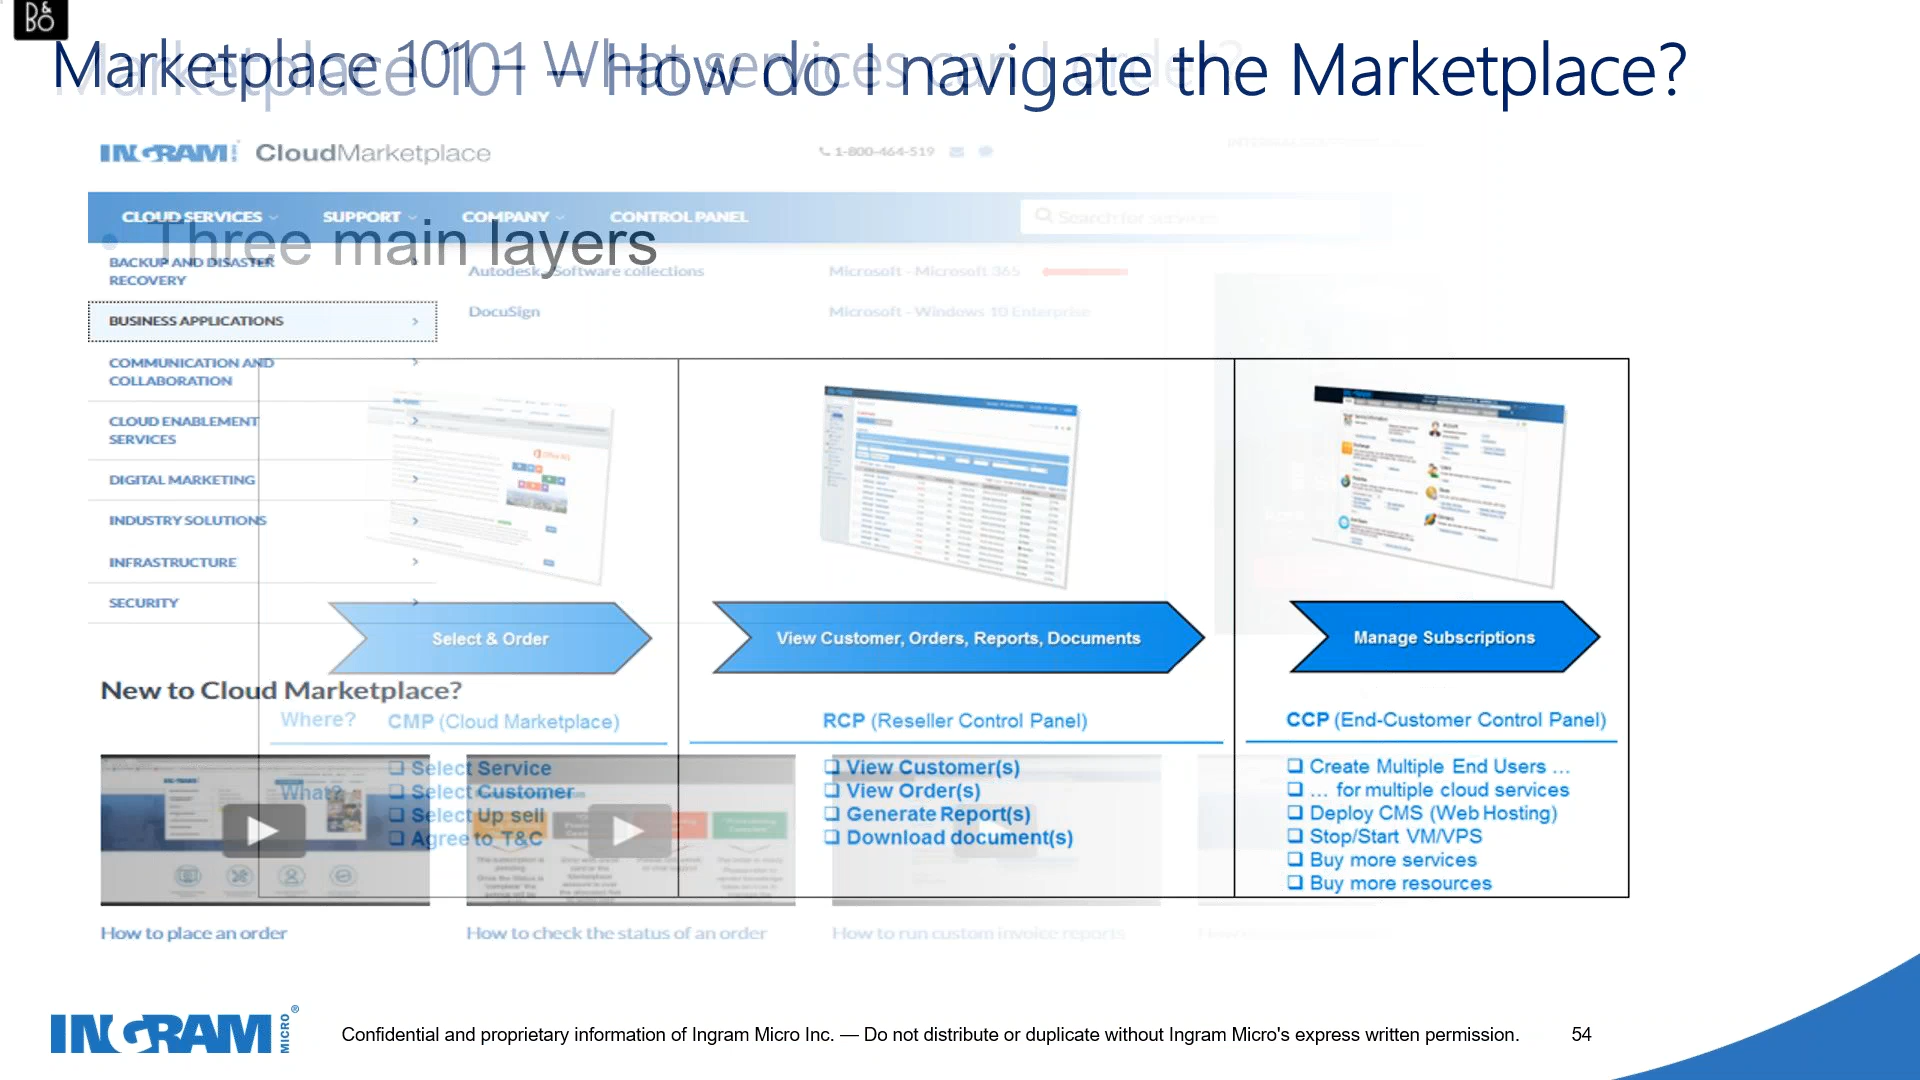 B&O
Marketplace 101 – What services can I order?
Marketplace 101 – How do I navigate the Marketplace?
INGRAM CloudMarketplace
1-800-464-519
CLOUD SERVICES SUPPORT COMPANY CONTROL PANEL Search for services
Three main layers
BACKUP AND DISASTER
RECOVERY
BUSINESS APPLICATIONS
COMMUNICATION AND
COLLABORATION
CLOUD ENABLEMENT
SERVICES
DIGITAL MARKETING
INDUSTRY SOLUTIONS
INFRASTRUCTURE
SECURITY
Autodesk - Software collections
DocuSign
Microsoft - Microsoft 365
Microsoft - Windows 10 Enterprise
Select & Order
View Customer, Orders, Reports, Documents
Manage Subscriptions
New to Cloud Marketplace?
Where? CMP (Cloud Marketplace)
RCP (Reseller Control Panel)
CCP (End-Customer Control Panel)
What?
❑ Select Service
❑ Select Customer
❑ Select Up sell
❑ Agree to T&C
❑ View Customer(s)
❑ View Order(s)
❑ Generate Report(s)
❑ Download document(s)
❑ Create Multiple End Users ...
❑ ... for multiple cloud services
❑ Deploy CMS (Web Hosting)
❑ Stop/Start VM/VPS
❑ Buy more services
❑ Buy more resources
How to place an order
How to check the status of an order
How to run custom invoice reports
INGRAM MICRO®
Confidential and proprietary information of Ingram Micro Inc. — Do not distribute or duplicate without Ingram Micro's express written permission.
54